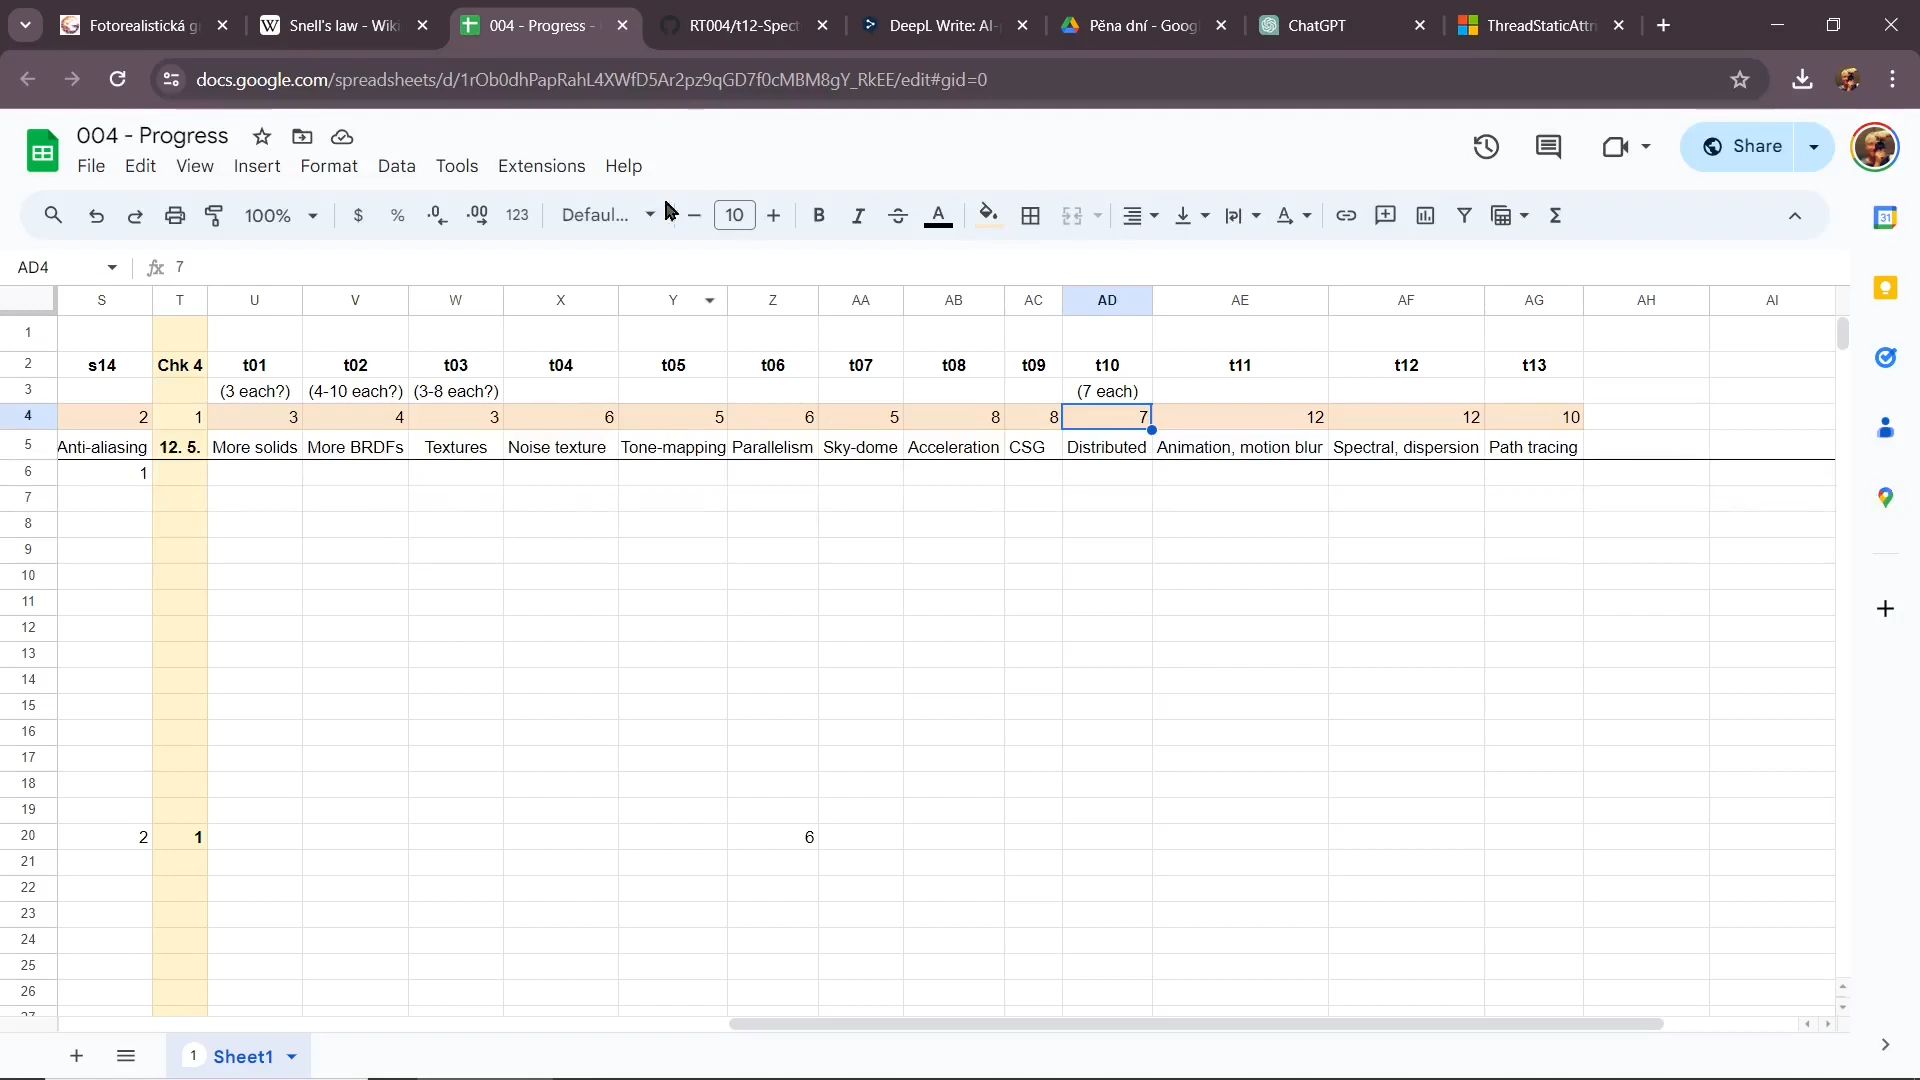 Fotorealistická g
Snell's law - Wiki
004 - Progress -
RT004/t12-Spect
DeepL Write: AI-
Pěna dní - Goog
ChatGPT
ThreadStaticAttr
docs.google.com/spreadsheets/d/1rOb0dhPapRahL4XWfD5Ar2pz9qGD7f0cMBM8gY_RkEE/edit#gid=0
004 - Progress
File Edit View Insert Format Data Tools Extensions Help
Share
100% $ % .0 .00 123 Defaul... 10 B I A
AD4 7
S T U V W X Y Z AA AB AC AD AE AF AG AH AI
1
2 s14 Chk 4 t01 t02 t03 t04 t05 t06 t07 t08 t09 t10 t11 t12 t13
3 (3 each?) (4-10 each?) (3-8 each?) (7 each)
4 2 1 3 4 3 6 5 6 5 8 8 7 12 12 10
5 Anti-aliasing 12. 5. More solids More BRDFs Textures Noise texture Tone-mapping Parallelism Sky-dome Acceleration CSG Distributed Animation, motion blur Spectral, dispersion Path tracing
6 1
7
8
9
10
11
12
13
14
15
16
17
18
19
20 2 1 6
21
22
23
24
25
26
27
1 Sheet1
31